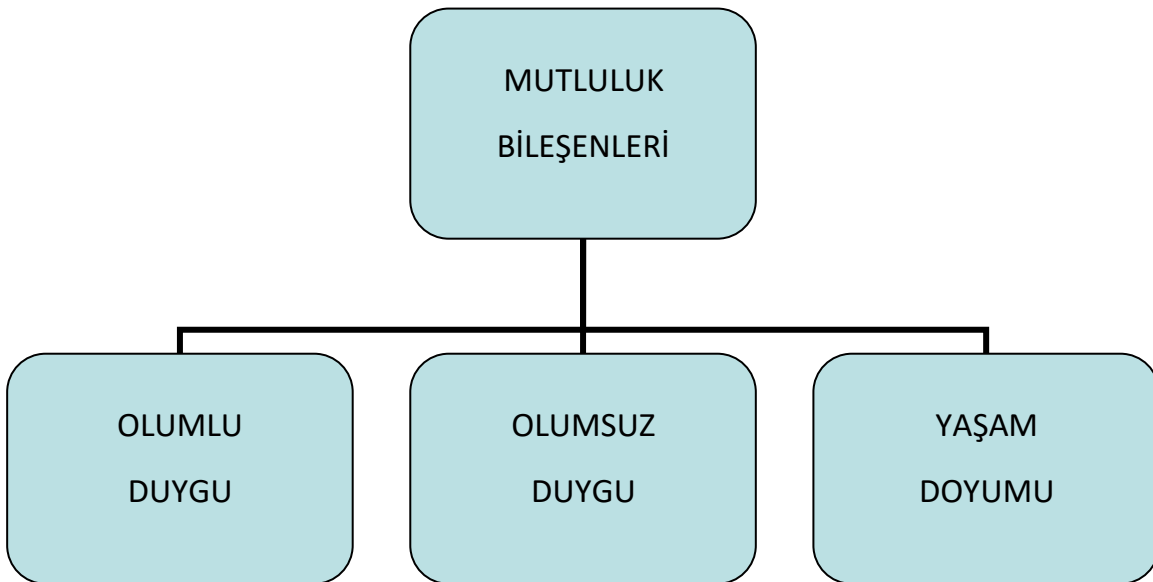 MUTLULUK
BİLEŞENLERİ
OLUMLU
DUYGU
OLUMSUZ
DUYGU
YAŞAM
DOYUMU